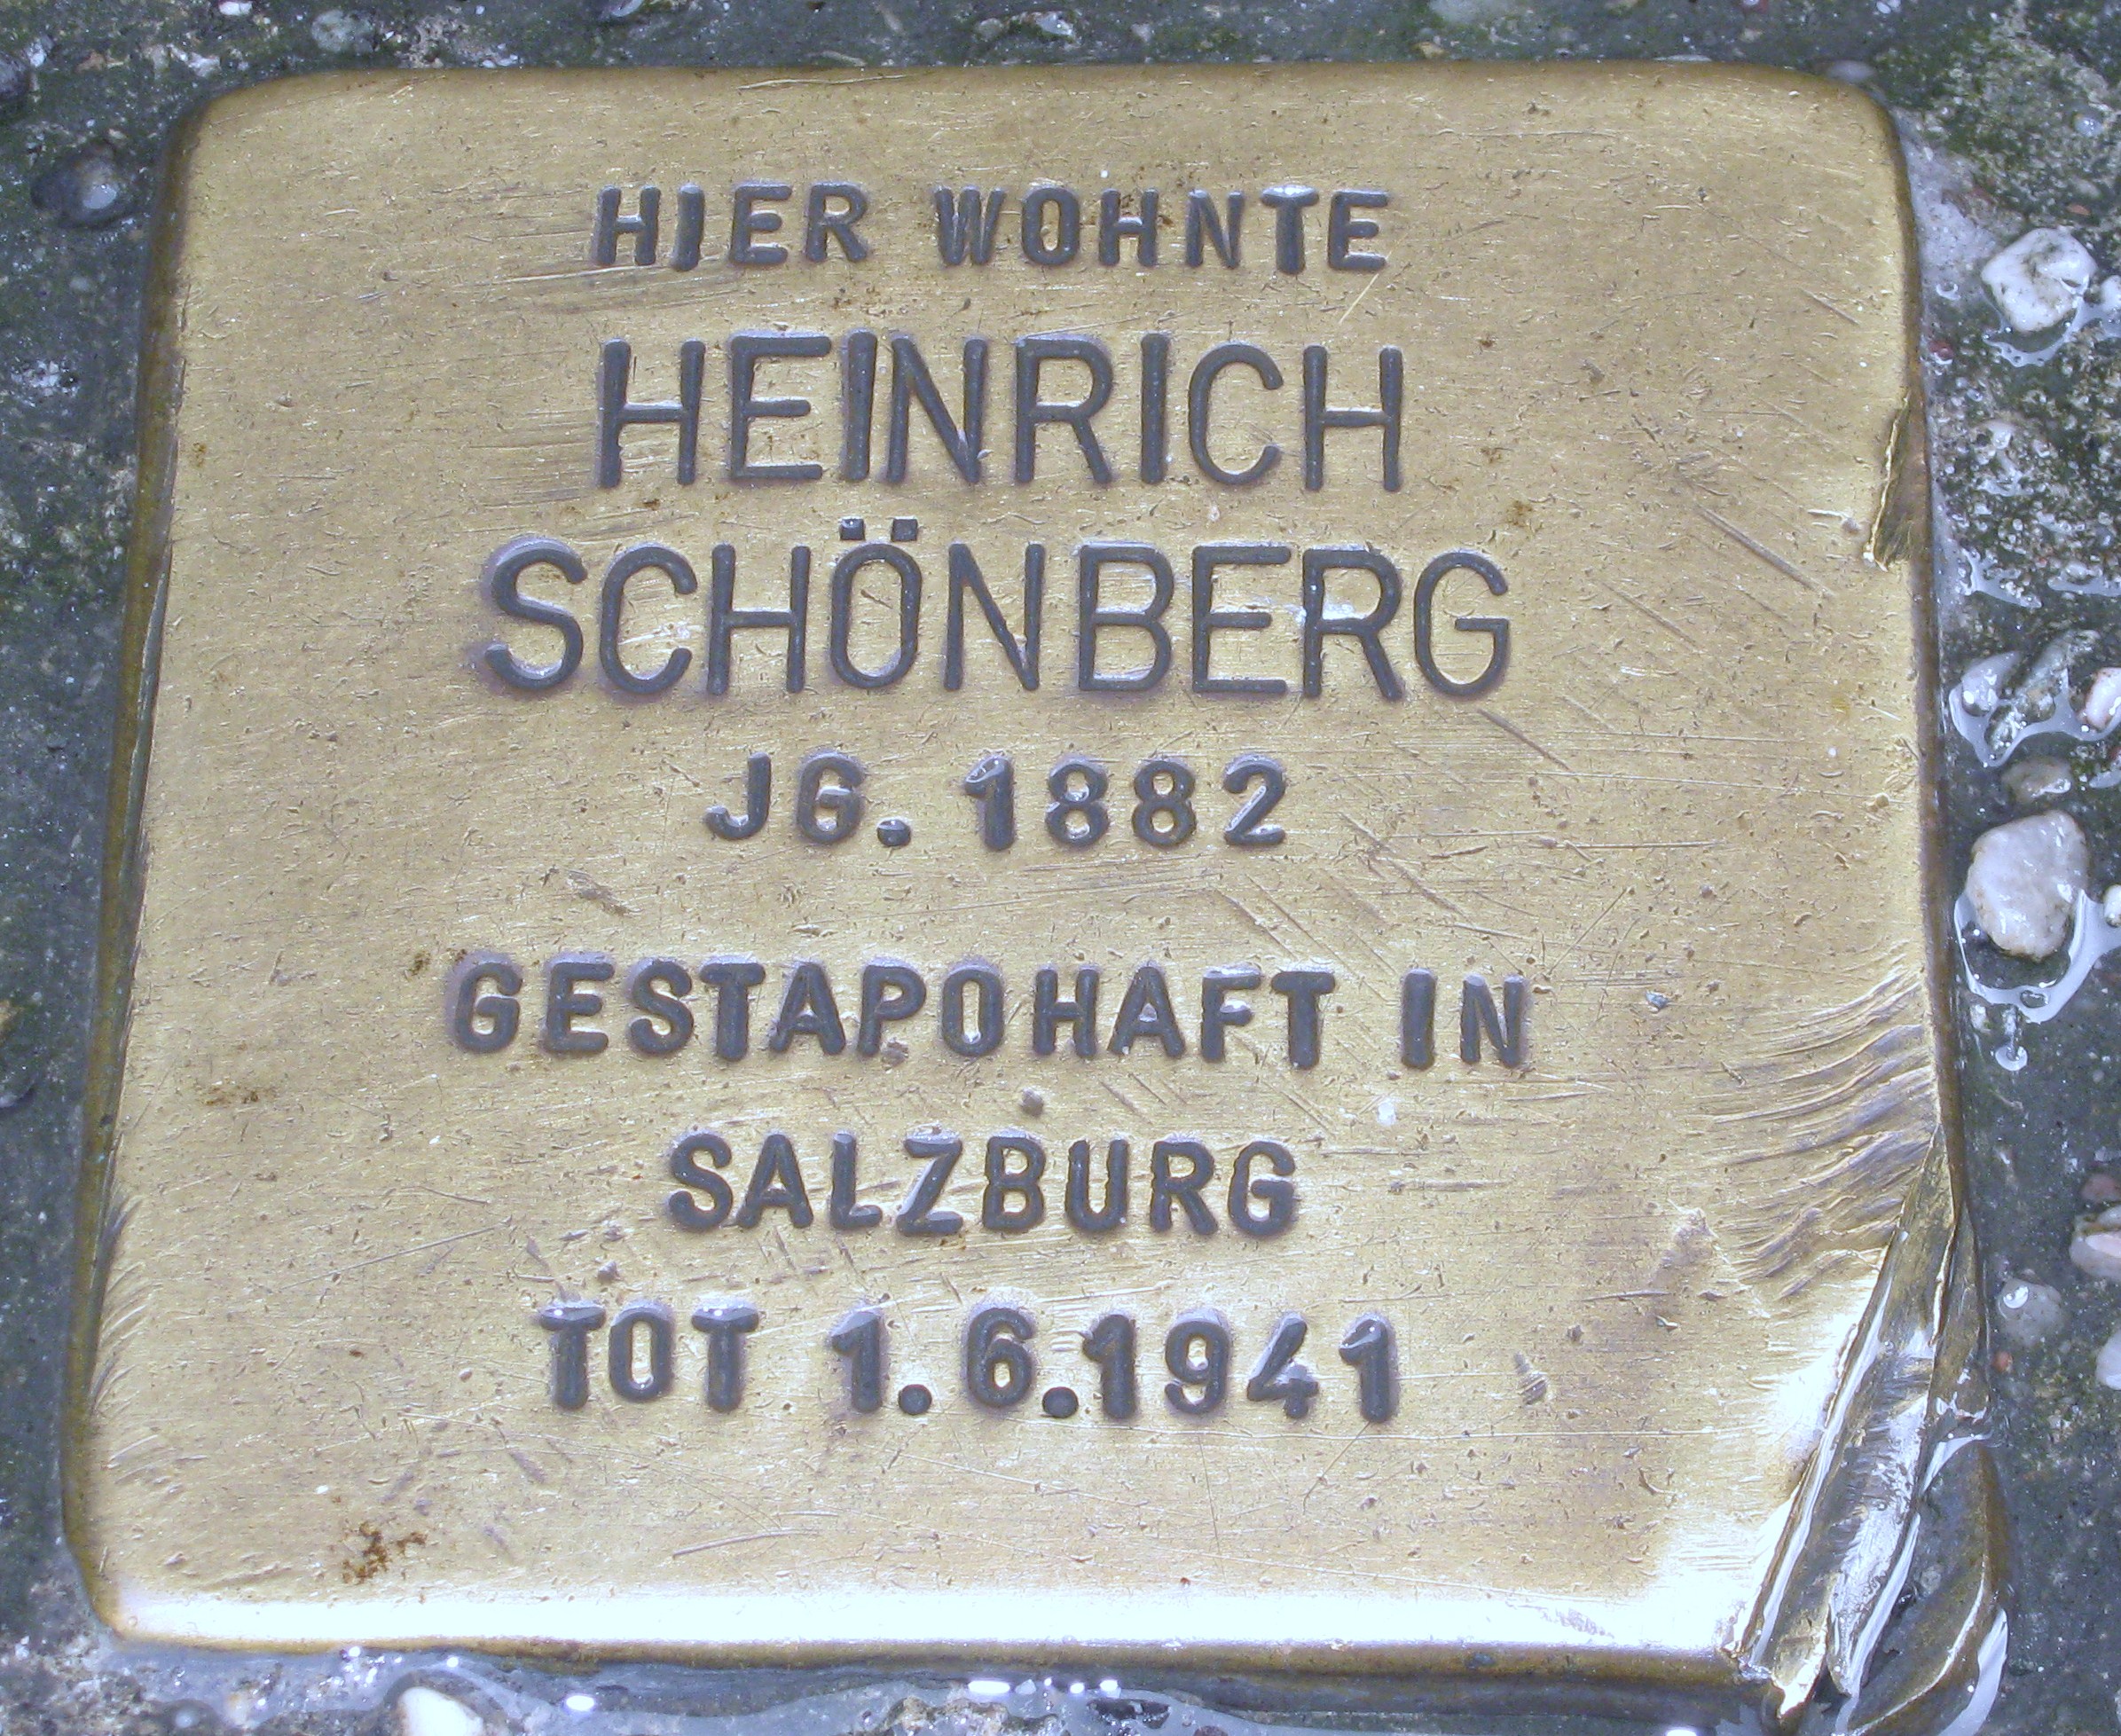 HIER WOHNTE
HEINRICH
SCHÖNBERG
JG. 1882
GESTAPOHAFT IN
SALZBURG
TOT 1.6.1941